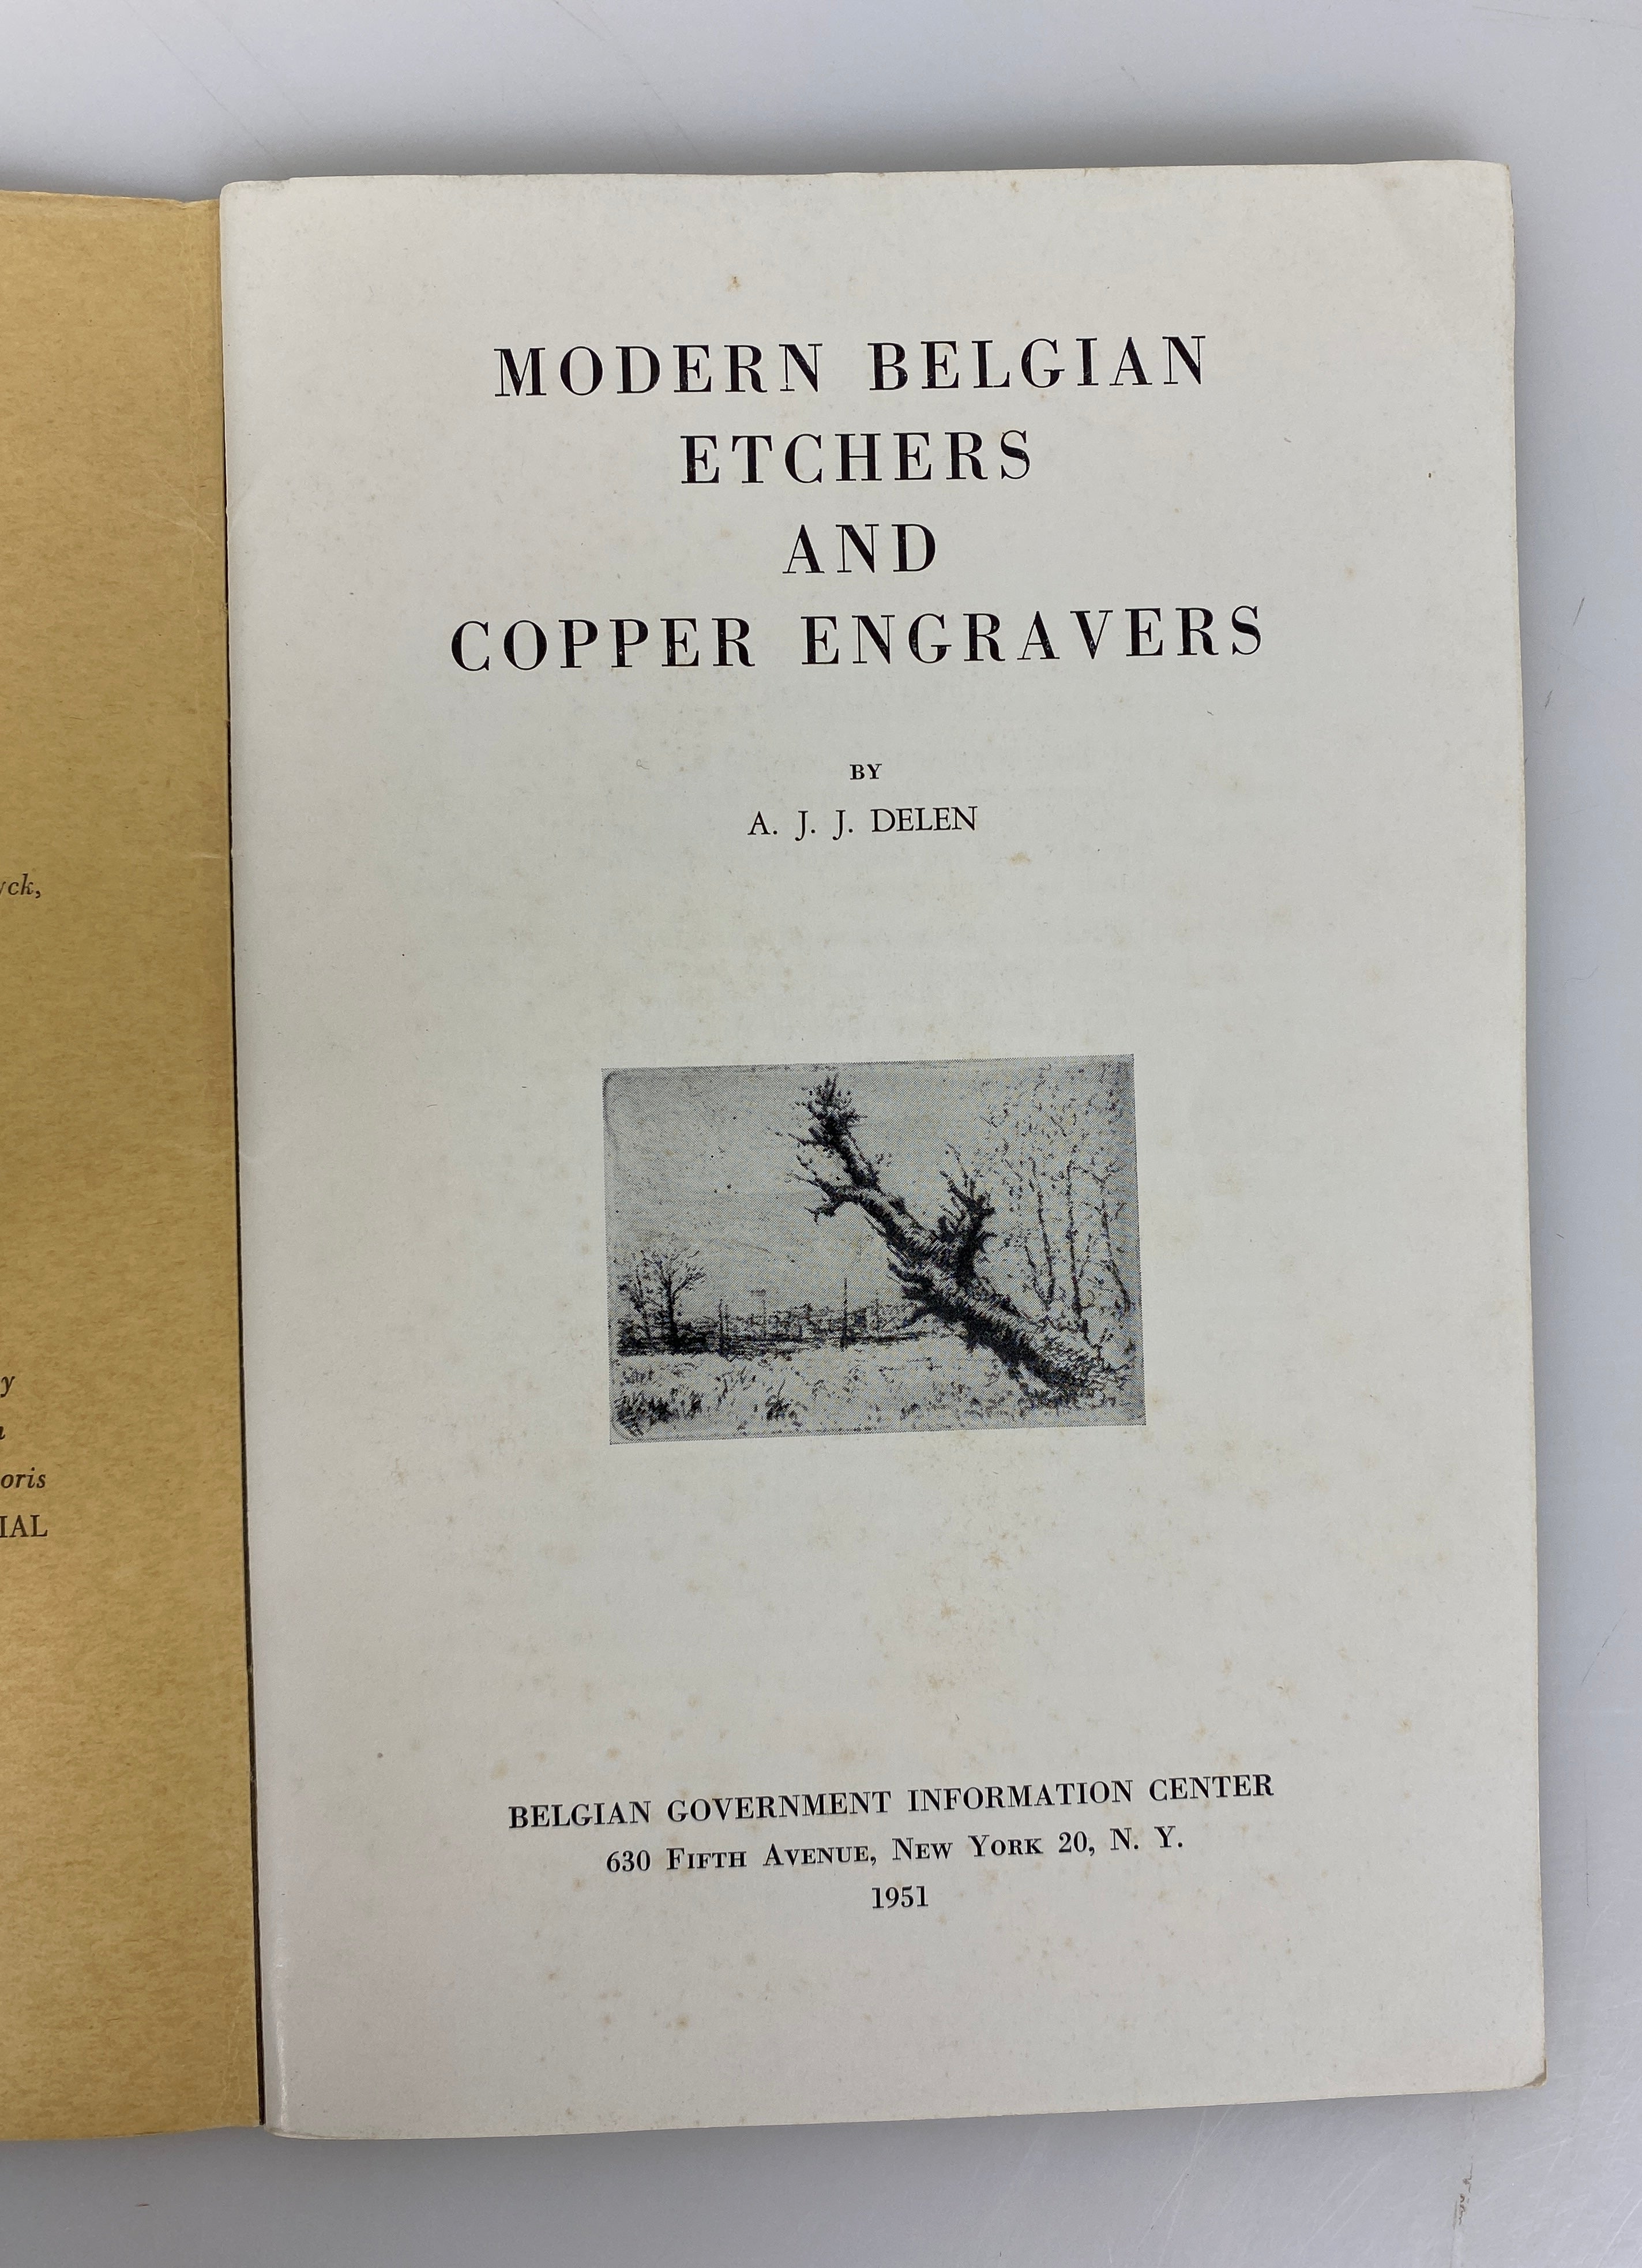 MODERN BELGIAN
ETCHERS
AND
COPPER ENGRAVERS
BY
A. J. J. DELEN
BELGIAN GOVERNMENT INFORMATION CENTER
630 FIFTH AVENUE, NEW YORK 20, N. Y.
1951